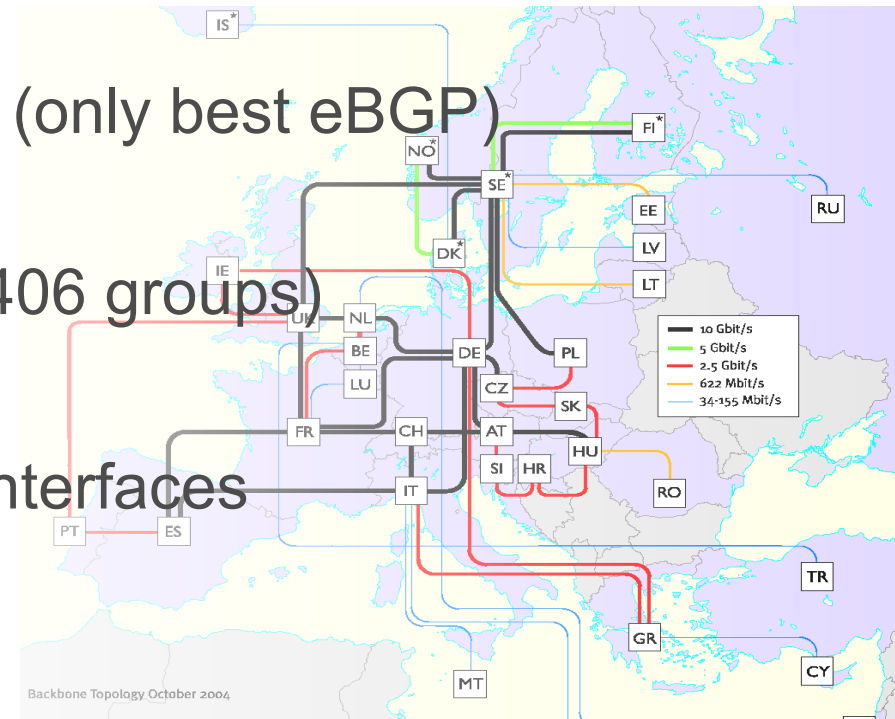 IS*
(only best eBGP)
FI*
NO*
SE*
EE
RU
DK*
LV
IE
LT
406 groups)
UK
NL
10 Gbit/s
5 Gbit/s
2.5 Gbit/s
622 Mbit/s
34-155 Mbit/s
BE
DE
PL
LU
CZ
SK
FR
CH
AT
HU
SI
HR
IT
nterfaces
RO
PT
ES
TR
GR
CY
MT
Backbone Topology October 2004